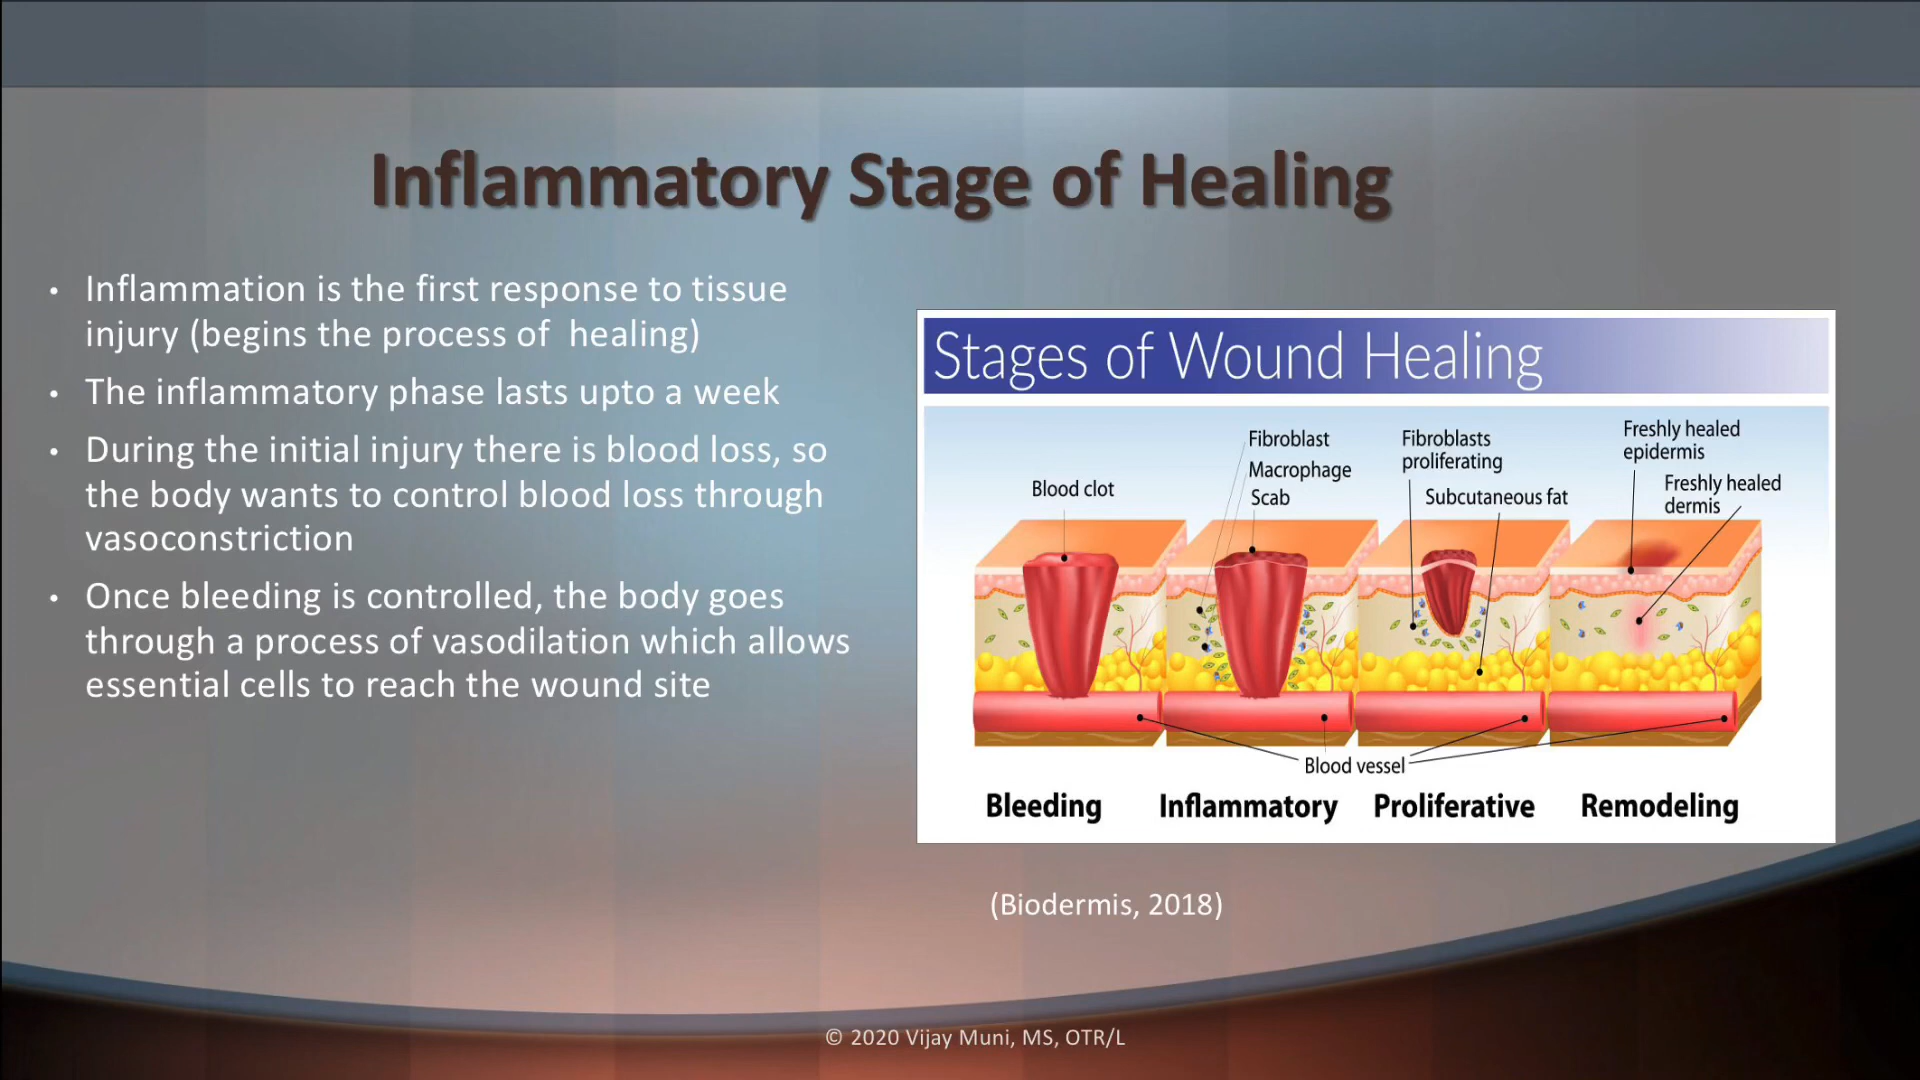 Inflammatory Stage of Healing
• Inflammation is the first response to tissue
injury (begins the process of  healing)
• The inflammatory phase lasts upto a week
• During the initial injury there is blood loss, so
the body wants to control blood loss through
vasoconstriction
• Once bleeding is controlled, the body goes
through a process of vasodilation which allows
essential cells to reach the wound site
Stages of Wound Healing
Blood clot
Fibroblast
Macrophage
Scab
Fibroblasts
proliferating
Subcutaneous fat
Freshly healed
epidermis
Freshly healed
dermis
Blood vessel
Bleeding
Inflammatory
Proliferative
Remodeling
(Biodermis, 2018)
© 2020 Vijay Muni, MS, OTR/L